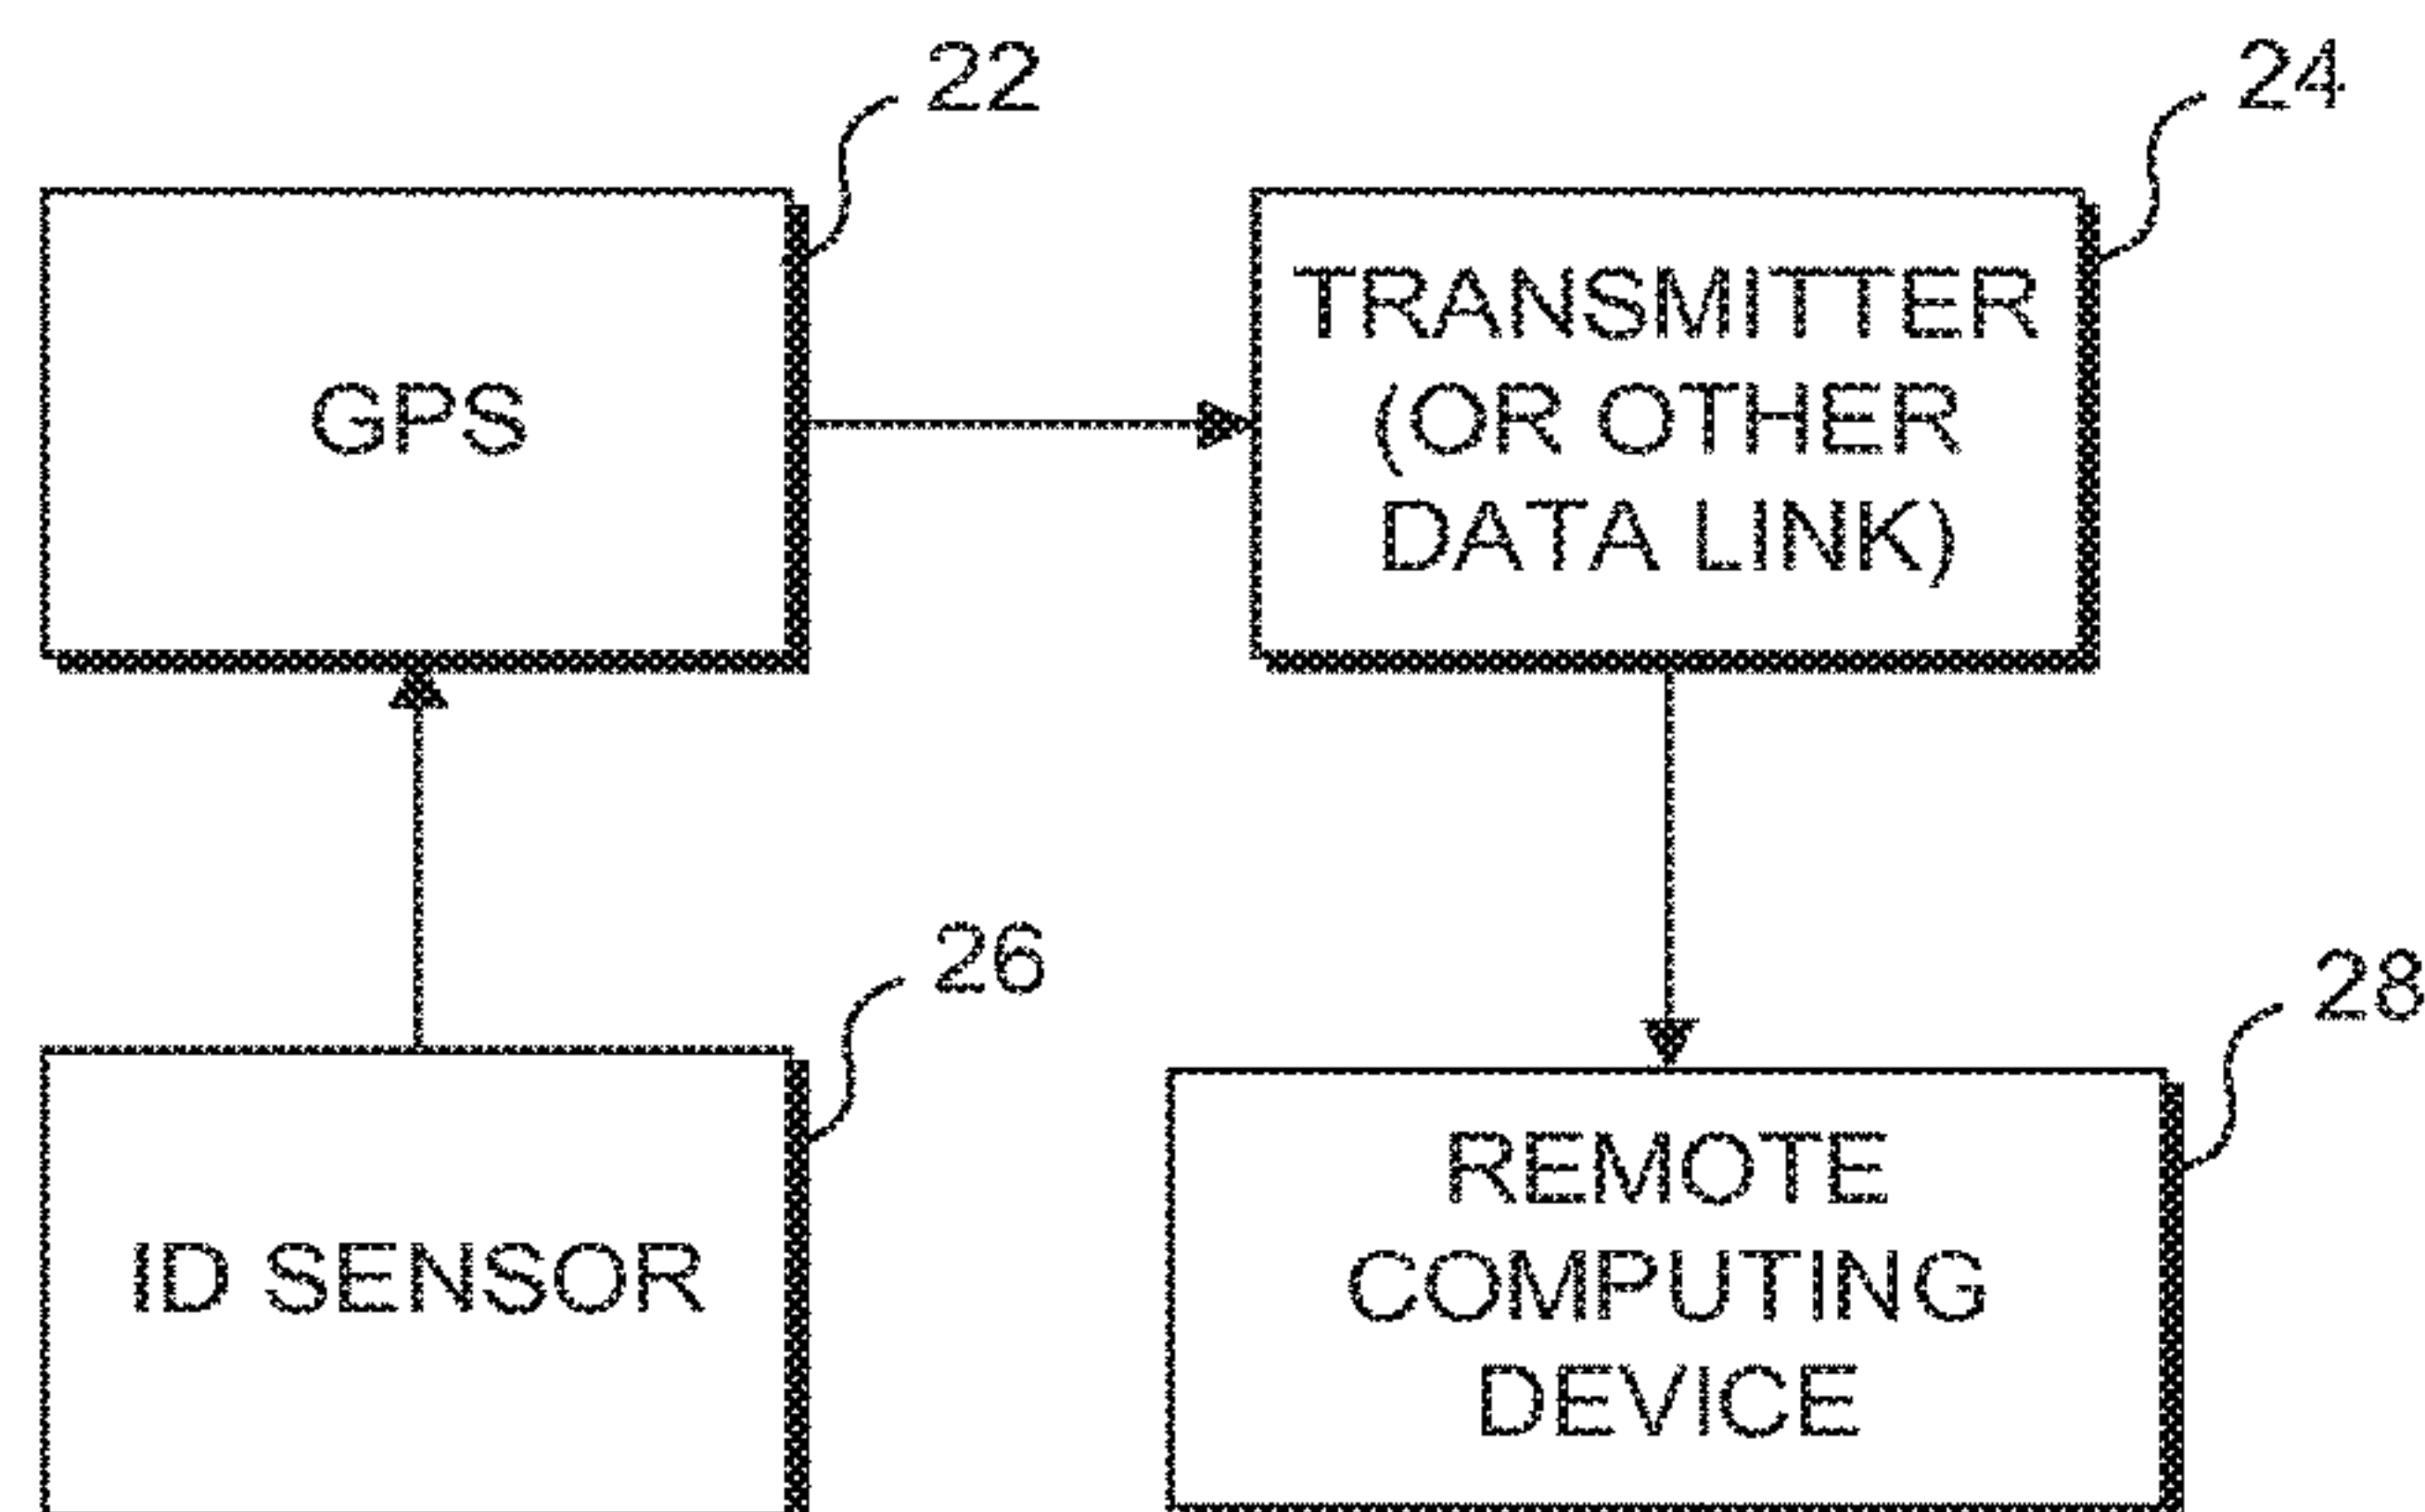 22
24
GPS
TRANSMITTER
(OR OTHER
DATA LINK)
26
28
ID SENSOR
REMOTE
COMPUTING
DEVICE